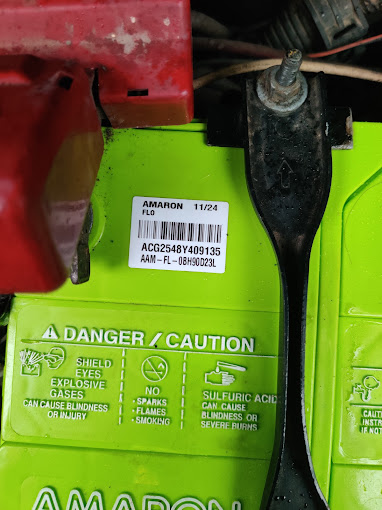 AMARON 11/24
FLO
ACG2548Y409135
AAM-FL-0BH90D23L
DANGER / CAUTION
SHIELD
EYES
EXPLOSIVE
GASES
CAN CAUSE BLINDNESS
OR INJURY
NO
• SPARKS
• FLAMES
• SMOKING
SULFURIC ACID
CAN CAUSE
BLINDNESS OR
SEVERE BURNS
AMARON